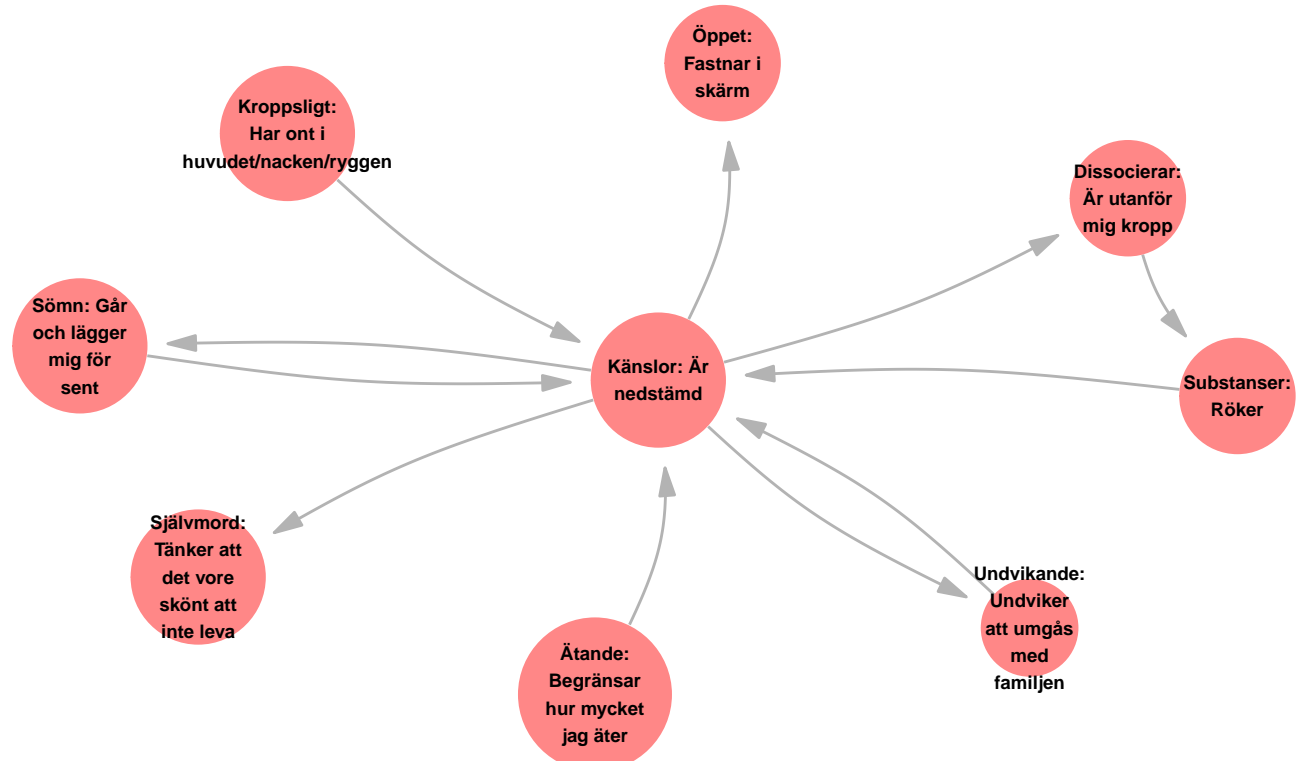 Öppet:
Fastnar i
skärm
Kroppsligt:
Har ont i
huvudet/nacken/ryggen
Dissocierar:
Är utanför
mig kropp
Sömn: Går
och lägger
mig för
sent
Känslor: Är
nedstämd
Substanser:
Röker
Självmord:
Tänker att
det vore
skönt att
inte leva
Undvikande:
Undviker
att umgås
med
familjen
Ätande:
Begränsar
hur mycket
jag äter